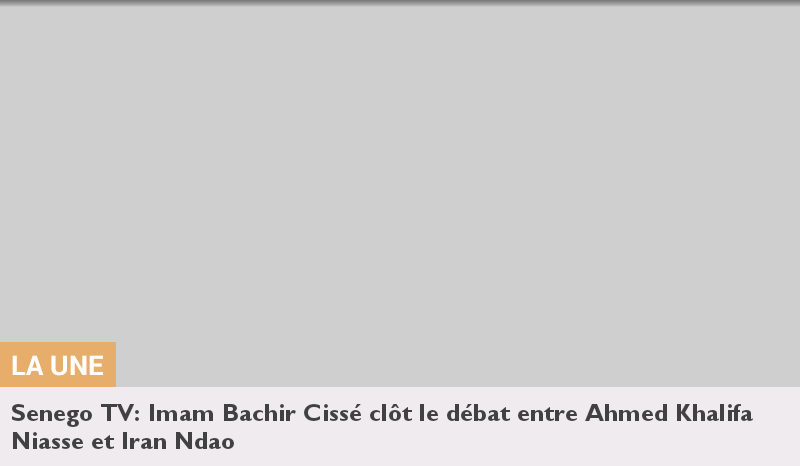 LA UNE
Senego TV: Imam Bachir Cissé clôt le débat entre Ahmed Khalifa
Niasse et Iran Ndao